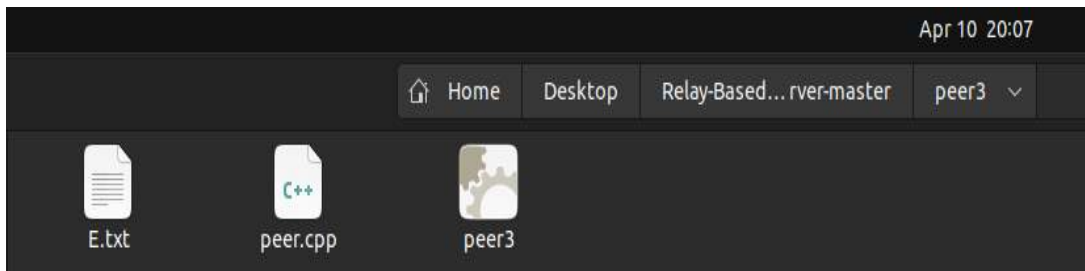 Apr 10 20:07
Home Desktop Relay-Based... rver-master peer3
C++
E.txt peer.cpp peer3